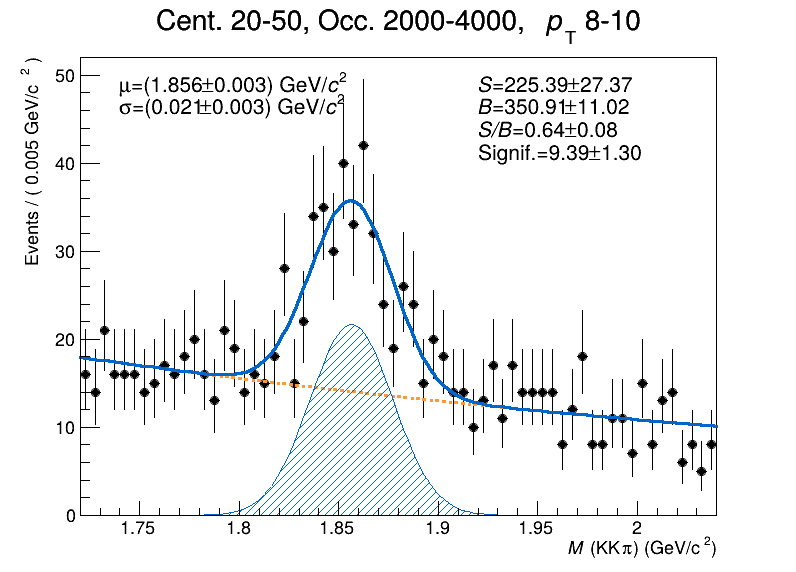 Cent. 20-50, Occ. 2000-4000, p_T 8-10
μ=(1.856±0.003) GeV/c²
σ=(0.021±0.003) GeV/c²
S=225.39±27.37
B=350.91±11.02
S/B=0.64±0.08
Signif.=9.39±1.30
Events / ( 0.005 GeV/c ² )
50
40
30
20
10
0
1.75 1.8 1.85 1.9 1.95 2
M (KKπ) (GeV/c²)